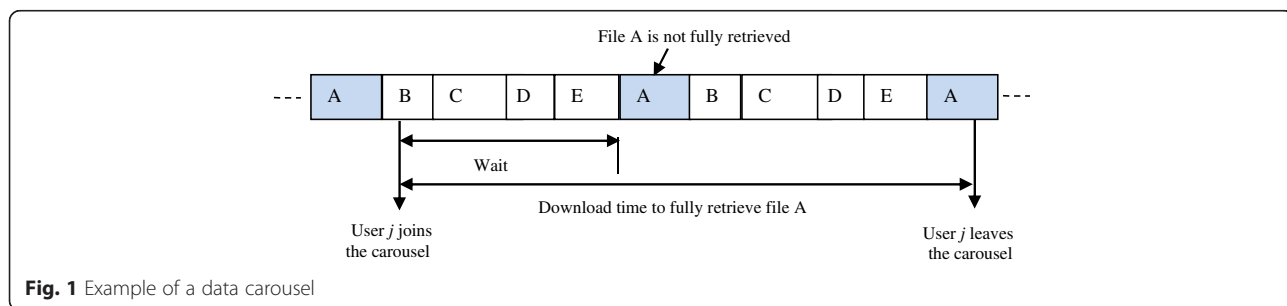 File A is not fully retrieved
--- A B C D E A B C D E A ---
Wait
Download time to fully retrieve file A
User j joins
the carousel
User j leaves
the carousel
Fig. 1 Example of a data carousel